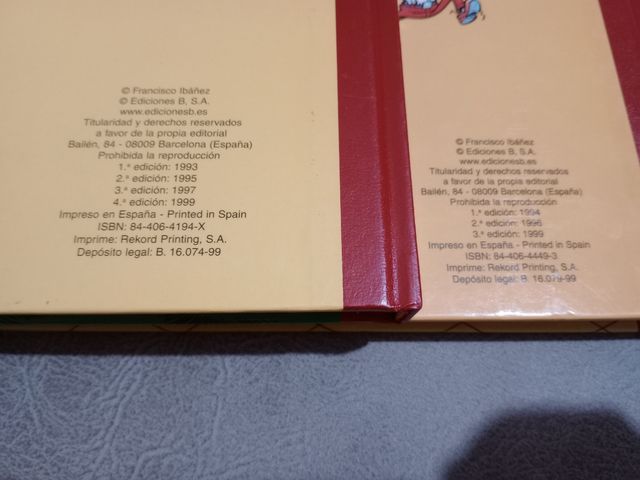 © Francisco Ibáñez
© Ediciones B, S.A.
www.edicionesb.es
Titularidad y derechos reservados
a favor de la propia editorial
Bailén, 84 - 08009 Barcelona (España)
Prohibida la reproducción
1.ª edición: 1993
2.ª edición: 1995
3.ª edición: 1997
4.ª edición: 1999
Impreso en España - Printed in Spain
ISBN: 84-406-4194-X
Imprime: Rekord Printing, S.A.
Depósito legal: B. 16.074-99
© Francisco Ibáñez
© Ediciones B, S.A.
www.edicionesb.es
Titularidad y derechos reservados
a favor de la propia editorial
Bailén, 84 - 08009 Barcelona (España)
Prohibida la reproducción
1.ª edición: 1994
2.ª edición: 1996
3.ª edición: 1999
Impreso en España - Printed in Spain
ISBN: 84-406-4449-3
Imprime: Rekord Printing, S.A.
Depósito legal: B. 16.079-99